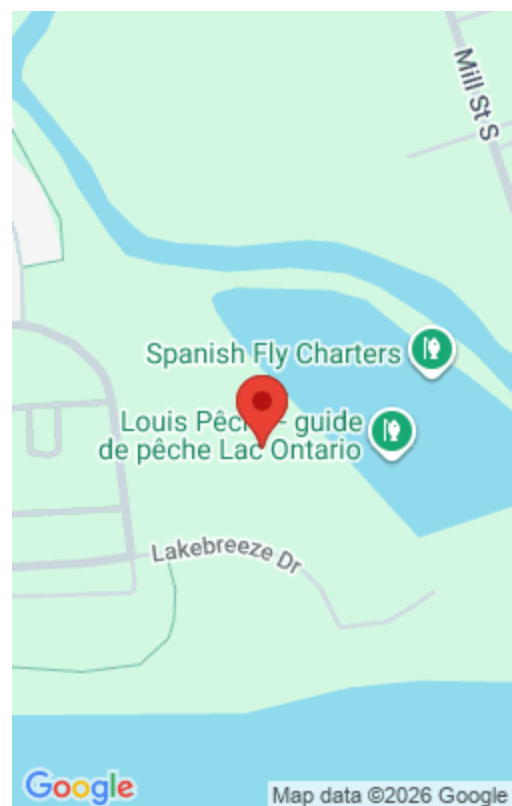 Mill St S
Spanish Fly Charters
Louis Pêche - guide
de pêche Lac Ontario
Lakebreeze Dr
Google
Map data ©2026 Google